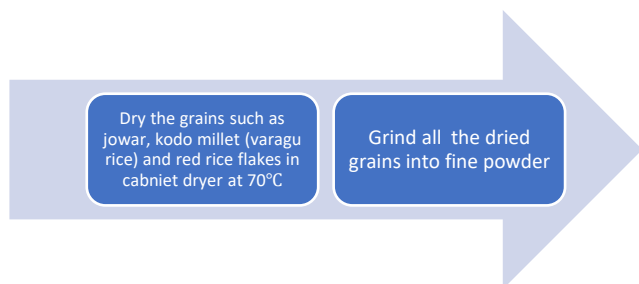 Dry the grains such as
jowar, kodo millet (varagu
rice) and red rice flakes in
cabniet dryer at 70℃
Grind all the dried
grains into fine powder